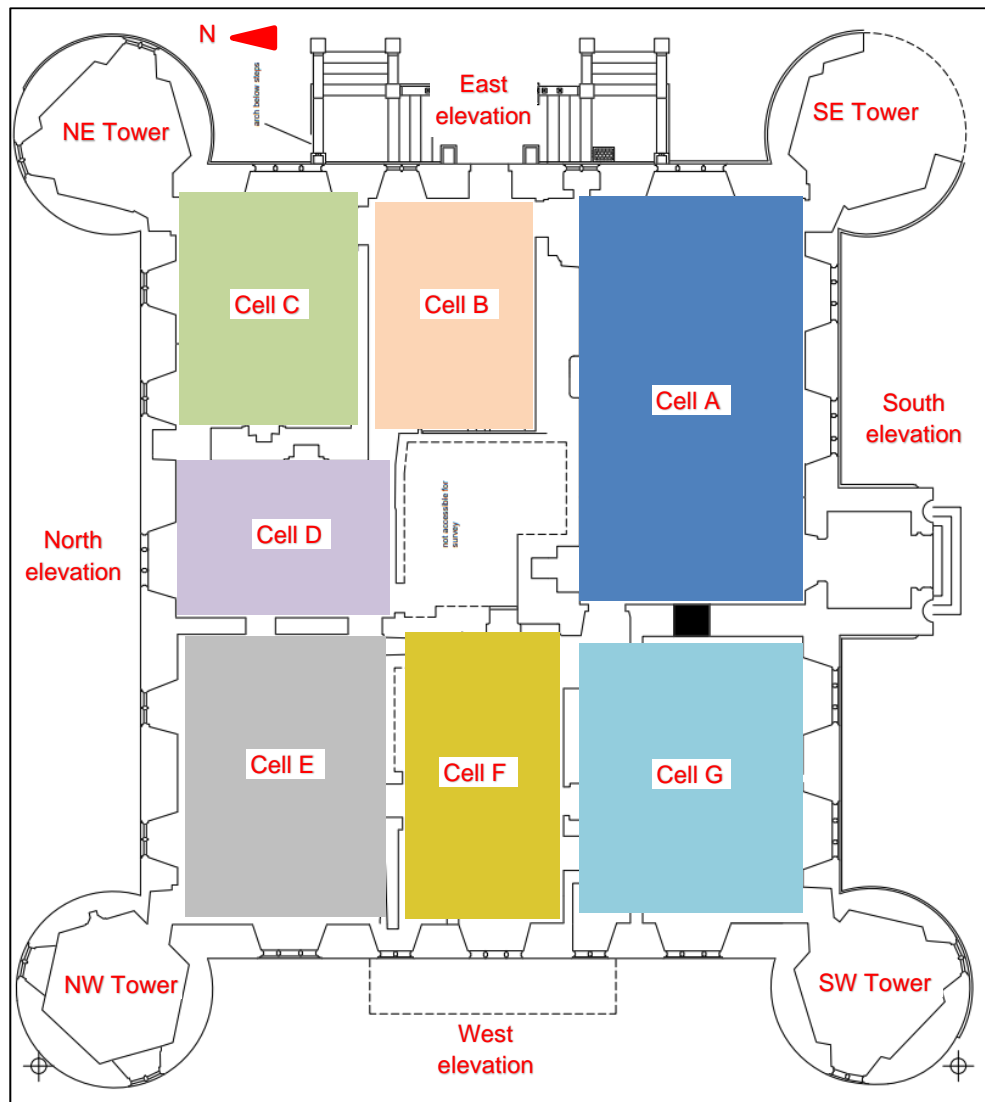 N
arch below steps
East
elevation
NE Tower
SE Tower
Cell C
Cell B
Cell A
South
elevation
not accessible for
survey
Cell D
North
elevation
Cell E
Cell F
Cell G
NW Tower
SW Tower
West
elevation